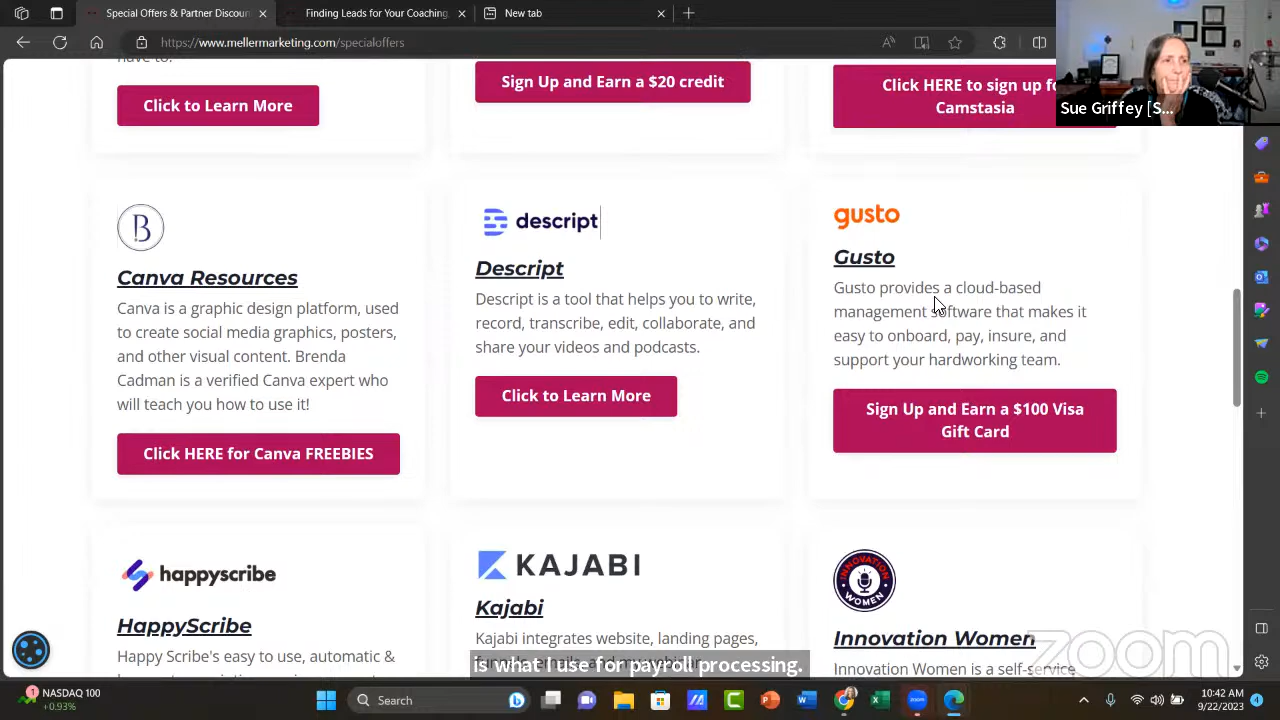 Special Offers & Partner Discoun
Finding Leads for Your Coaching
New tab
https://www.mellermarketing.com/specialoffers
Sue Griffey [S...
have to!
Click to Learn More
Sign Up and Earn a $20 credit
Click HERE to sign up fo
Camstasia
B
Canva Resources
Canva is a graphic design platform, used
to create social media graphics, posters,
and other visual content. Brenda
Cadman is a verified Canva expert who
will teach you how to use it!
Click HERE for Canva FREEBIES
descript
Descript
Descript is a tool that helps you to write,
record, transcribe, edit, collaborate, and
share your videos and podcasts.
Click to Learn More
gusto
Gusto
Gusto provides a cloud-based
management software that makes it
easy to onboard, pay, insure, and
support your hardworking team.
Sign Up and Earn a $100 Visa
Gift Card
happyscribe
HappyScribe
Happy Scribe's easy to use, automatic &
KAJABI
Kajabi
Kajabi integrates website, landing pages,
INNOVATION
WOMEN
Innovation Women
Innovation Women is a self-service
is what I use for payroll processing.
zoom
NASDAQ 100
+0.93%
Search
10:42 AM
9/22/2023